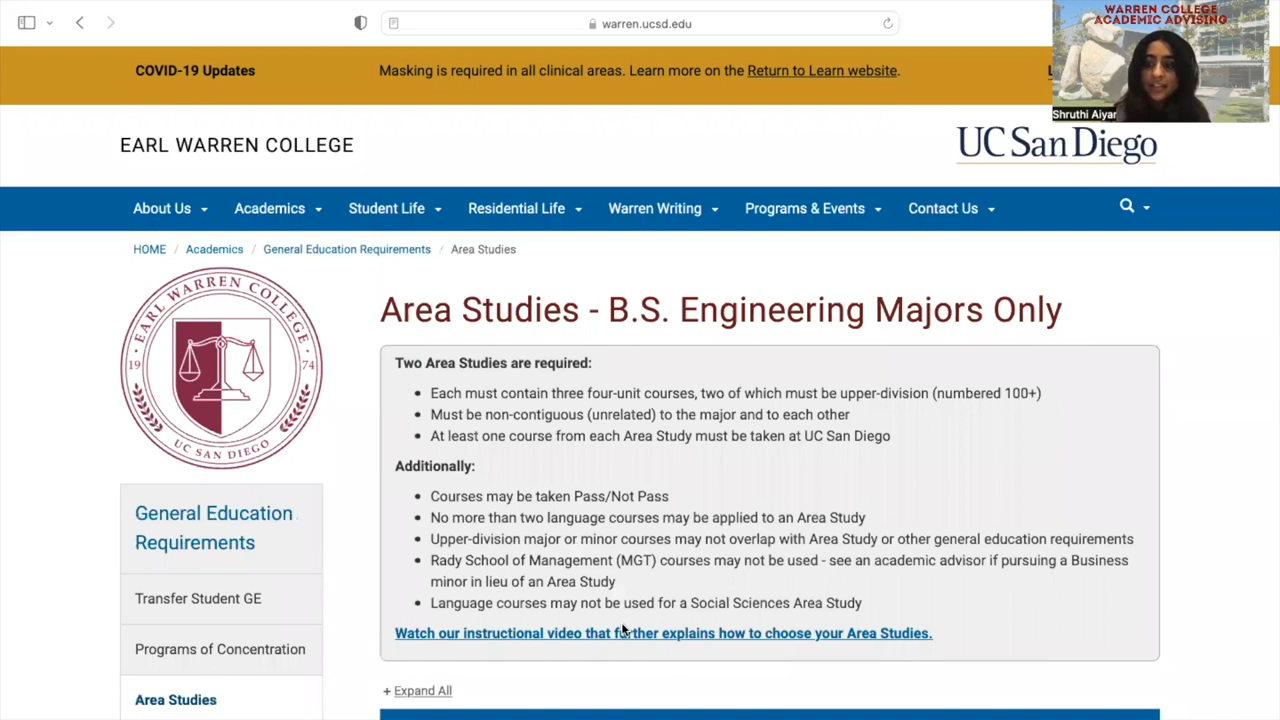 warren.ucsd.edu
WARREN COLLEGE
ACADEMIC ADVISING
Shruthi Aiyar
COVID-19 Updates
Masking is required in all clinical areas. Learn more on the Return to Learn website.
EARL WARREN COLLEGE
UC San Diego
About Us
Academics
Student Life
Residential Life
Warren Writing
Programs & Events
Contact Us
HOME / Academics / General Education Requirements / Area Studies
EARL WARREN COLLEGE
19 74
UC SAN DIEGO
Area Studies - B.S. Engineering Majors Only
Two Area Studies are required:
• Each must contain three four-unit courses, two of which must be upper-division (numbered 100+)
• Must be non-contiguous (unrelated) to the major and to each other
• At least one course from each Area Study must be taken at UC San Diego
Additionally:
• Courses may be taken Pass/Not Pass
• No more than two language courses may be applied to an Area Study
• Upper-division major or minor courses may not overlap with Area Study or other general education requirements
• Rady School of Management (MGT) courses may not be used - see an academic advisor if pursuing a Business
minor in lieu of an Area Study
• Language courses may not be used for a Social Sciences Area Study
Watch our instructional video that further explains how to choose your Area Studies.
+ Expand All
General Education
Requirements
Transfer Student GE
Programs of Concentration
Area Studies